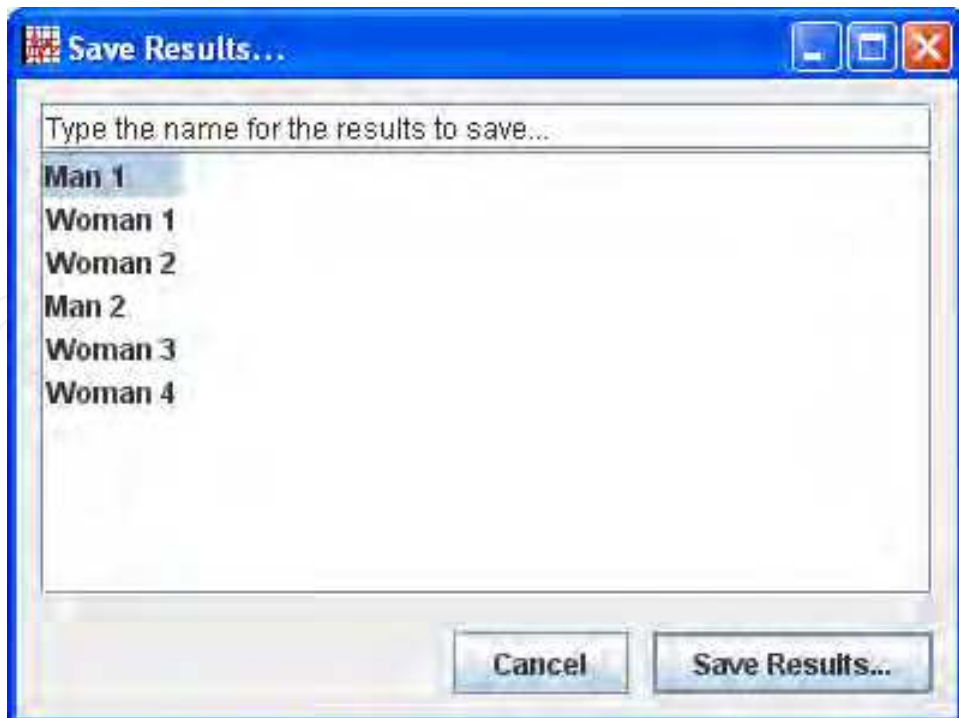 Save Results...
Type the name for the results to save...
Man 1
Woman 1
Woman 2
Man 2
Woman 3
Woman 4
Cancel Save Results...